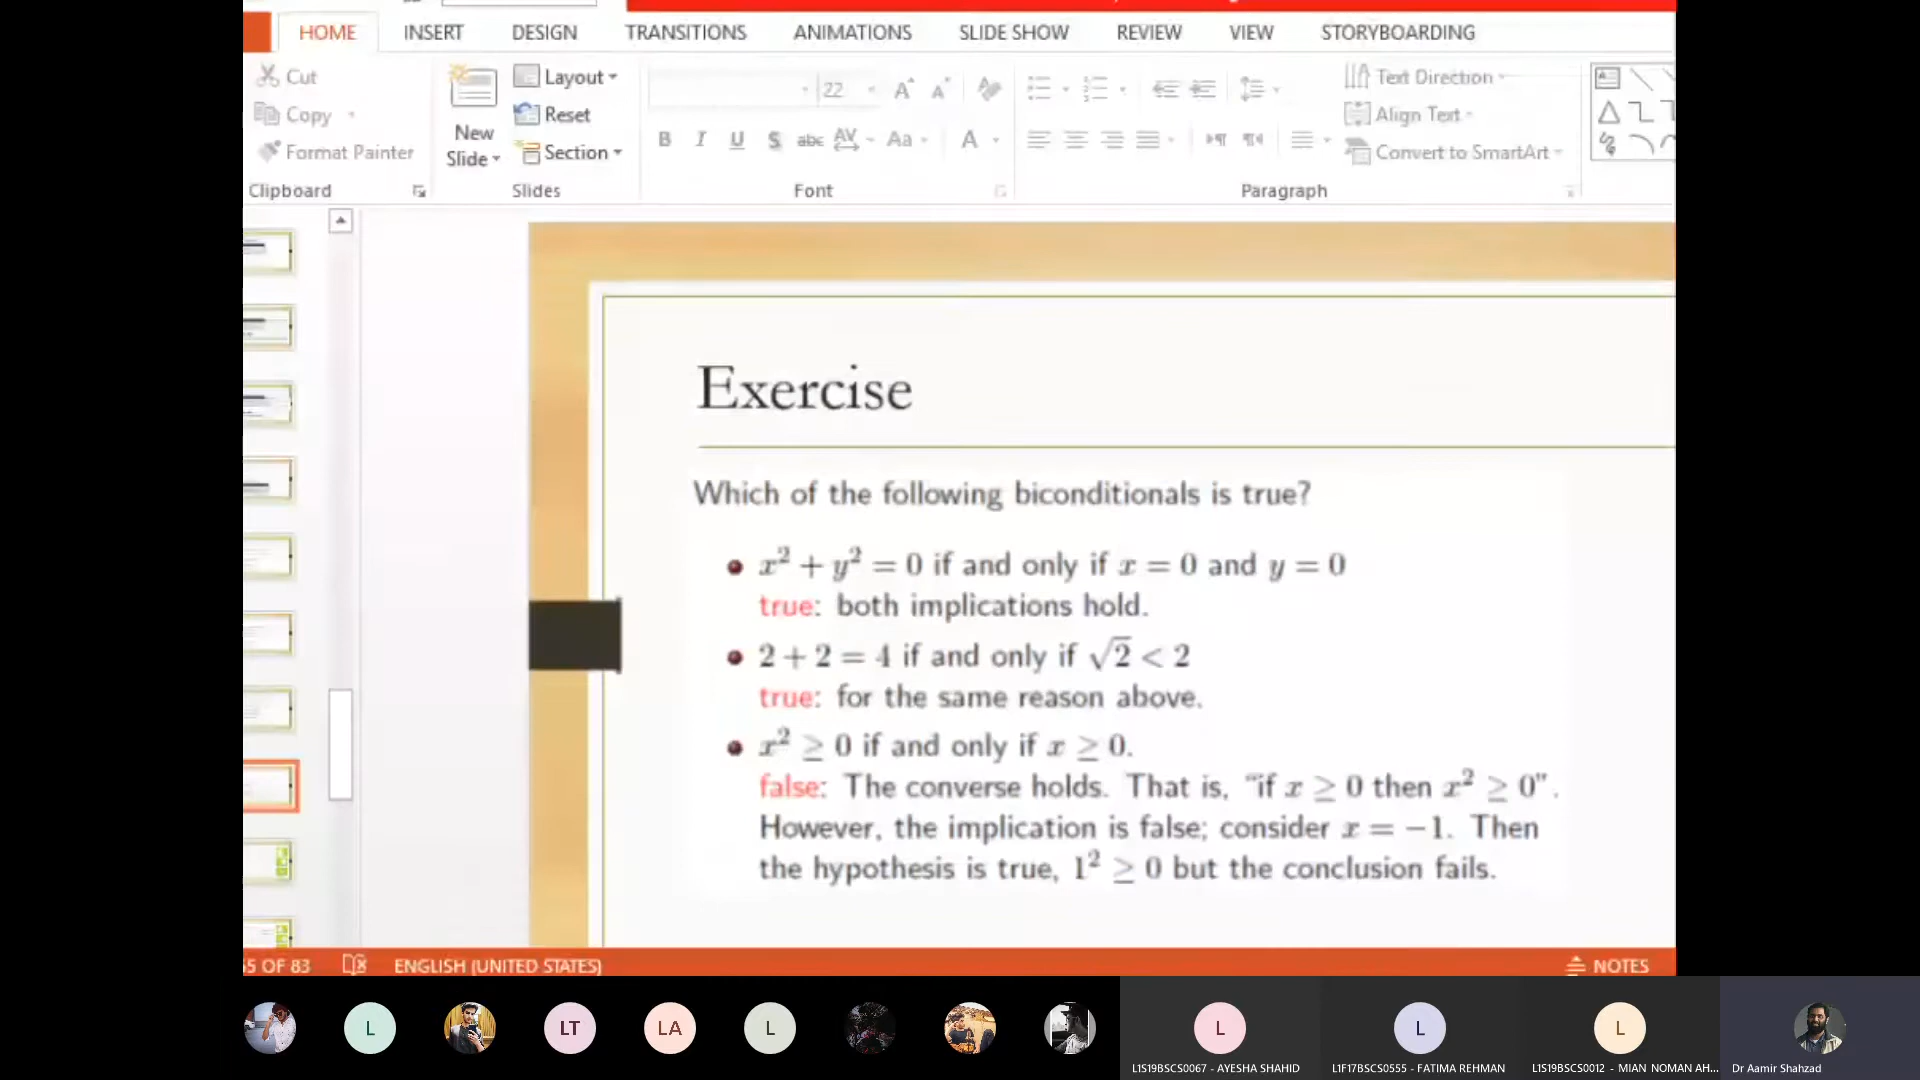 HOME INSERT DESIGN TRANSITIONS ANIMATIONS SLIDE SHOW REVIEW VIEW STORYBOARDING
Cut
Copy
Format Painter
Clipboard
New
Slide
Layout
Reset
Section
Slides
22
B I U S abc AV Aa A
Font
Text Direction
Align Text
Convert to SmartArt
Paragraph
Exercise
Which of the following biconditionals is true?
• x² + y² = 0 if and only if x = 0 and y = 0
true: both implications hold.
• 2 + 2 = 4 if and only if √2 < 2
true: for the same reason above.
• x² ≥ 0 if and only if x ≥ 0.
false: The converse holds. That is, "if x ≥ 0 then x² ≥ 0".
However, the implication is false; consider x = −1. Then
the hypothesis is true, 1² ≥ 0 but the conclusion fails.
5 OF 83 ENGLISH (UNITED STATES) NOTES
L LT LA L L L L
L1S19BSCS0067 - AYESHA SHAHID L1F17BSCS0555 - FATIMA REHMAN L1S19BSCS0012 - MIAN NOMAN AH... Dr Aamir Shahzad